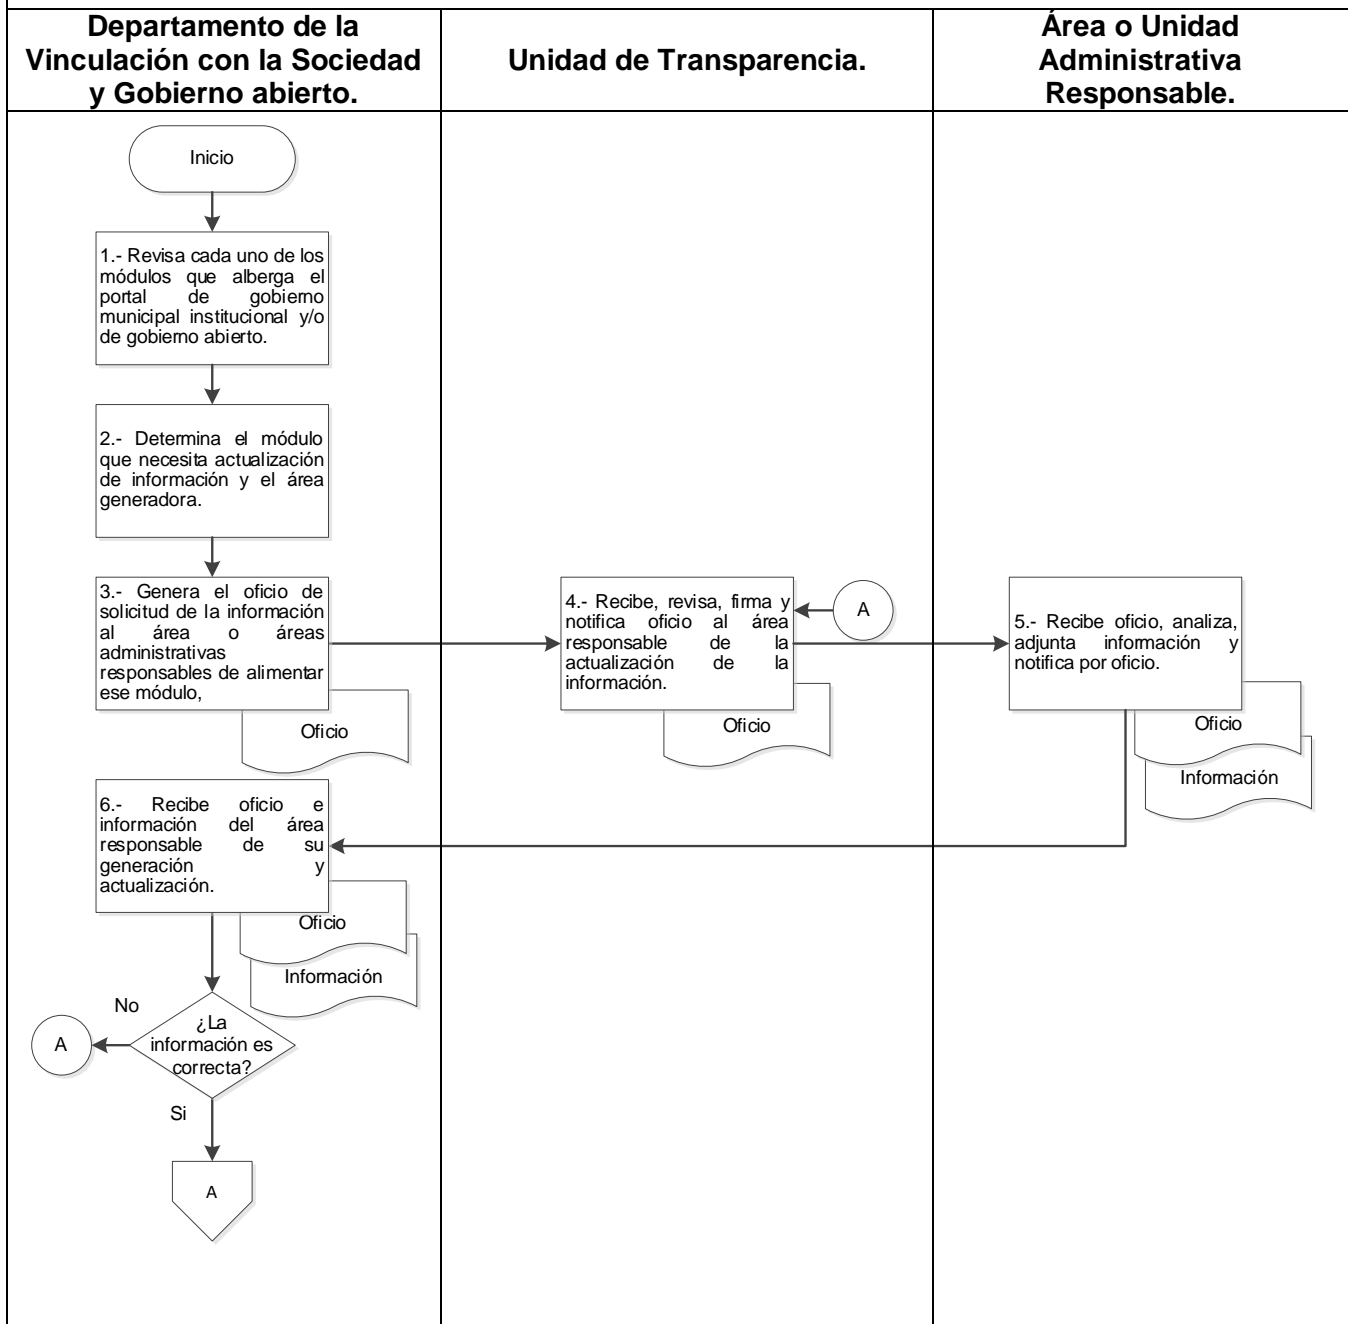 Departamento de la
Vinculación con la Sociedad
y Gobierno abierto.
Unidad de Transparencia.
Área o Unidad
Administrativa
Responsable.
Inicio
1.- Revisa cada uno de los
módulos que alberga el
portal de gobierno
municipal institucional y/o
de gobierno abierto.
2.- Determina el módulo
que necesita actualización
de información y el área
generadora.
3.- Genera el oficio de
solicitud de la información
al área o áreas
administrativas
responsables de alimentar
ese módulo,
Oficio
4.- Recibe, revisa, firma y
notifica oficio al área
responsable de la
actualización de la
información.
Oficio
A
5.- Recibe oficio, analiza,
adjunta información y
notifica por oficio.
Oficio
Información
6.- Recibe oficio e
información del área
responsable de su
generación y
actualización.
Oficio
Información
No
¿La
información es
correcta?
A
Si
A